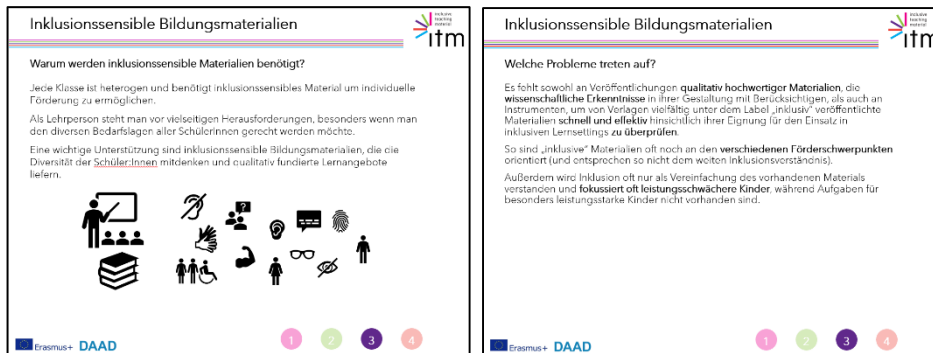 Inklusionssensible Bildungsmaterialien
inclusive
teaching
material
itm
Warum werden inklusionssensible Materialien benötigt?
Jede Klasse ist heterogen und benötigt inklusionssensibles Material um individuelle
Förderung zu ermöglichen.
Als Lehrperson steht man vor vielseitigen Herausforderungen, besonders wenn man
den diversen Bedarfslagen aller SchülerInnen gerecht werden möchte.
Eine wichtige Unterstützung sind inklusionssensible Bildungsmaterialien, die die
Diversität der Schüler:Innen mitdenken und qualitativ fundierte Lernangebote
liefern.
?
Erasmus+ DAAD
1 2 3 4
Inklusionssensible Bildungsmaterialien
inclusive
teaching
material
itm
Welche Probleme treten auf?
Es fehlt sowohl an Veröffentlichungen qualitativ hochwertiger Materialien, die
wissenschaftliche Erkenntnisse in ihrer Gestaltung mit Berücksichtigen, als auch an
Instrumenten, um von Verlagen vielfältig unter dem Label „inklusiv" veröffentlichte
Materialien schnell und effektiv hinsichtlich ihrer Eignung für den Einsatz in
inklusiven Lernsettings zu überprüfen.
So sind „inklusive" Materialien oft noch an den verschiedenen Förderschwerpunkten
orientiert (und entsprechen so nicht dem weiten Inklusionsverständnis).
Außerdem wird Inklusion oft nur als Vereinfachung des vorhandenen Materials
verstanden und fokussiert oft leistungsschwächere Kinder, während Aufgaben für
besonders leistungsstarke Kinder nicht vorhanden sind.
Erasmus+ DAAD
1 2 3 4